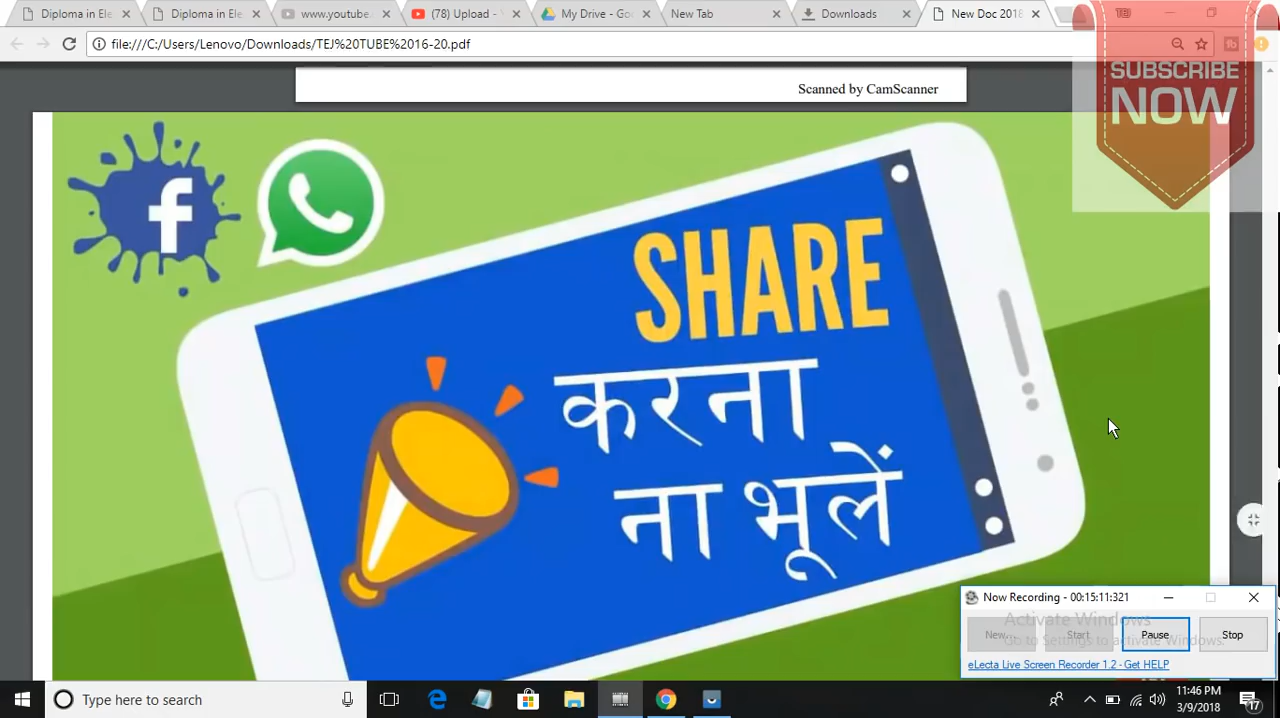 Diploma in Ele
Diploma in Ele
www.youtube.
(78) Upload -
My Drive - Goo
New Tab
Downloads
New Doc 2018
TEJ
file:///C:/Users/Lenovo/Downloads/TEJ%20TUBE%2016-20.pdf
Scanned by CamScanner
SUBSCRIBE
NOW
f
SHARE
करना
ना भूलें
Now Recording - 00:15:11:321
Activate Windows
New...
Start
Pause
Stop
Go to Settings to activate Windows.
eLecta Live Screen Recorder 1.2 - Get HELP
Type here to search
11:46 PM
3/9/2018
17